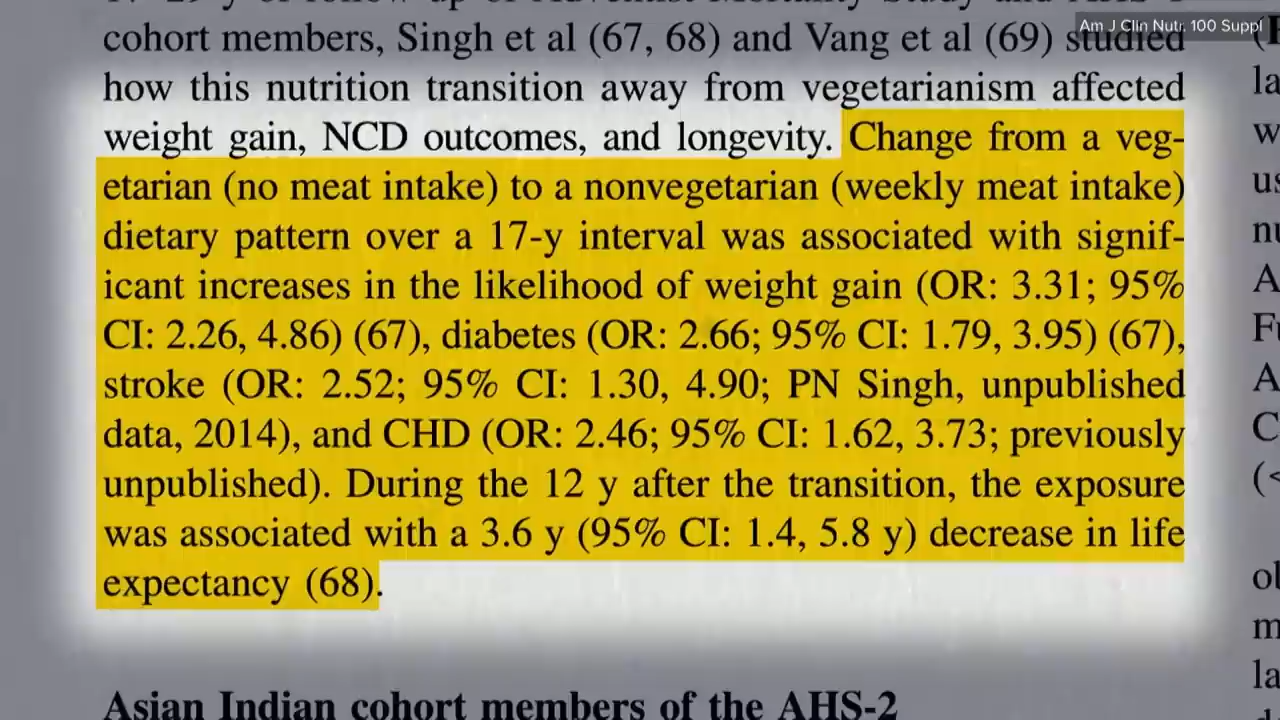 Am J Clin Nutr. 100 Suppl
cohort members, Singh et al (67, 68) and Vang et al (69) studied
how this nutrition transition away from vegetarianism affected
weight gain, NCD outcomes, and longevity. Change from a veg-
etarian (no meat intake) to a nonvegetarian (weekly meat intake)
dietary pattern over a 17-y interval was associated with signif-
icant increases in the likelihood of weight gain (OR: 3.31; 95%
CI: 2.26, 4.86) (67), diabetes (OR: 2.66; 95% CI: 1.79, 3.95) (67),
stroke (OR: 2.52; 95% CI: 1.30, 4.90; PN Singh, unpublished
data, 2014), and CHD (OR: 2.46; 95% CI: 1.62, 3.73; previously
unpublished). During the 12 y after the transition, the exposure
was associated with a 3.6 y (95% CI: 1.4, 5.8 y) decrease in life
expectancy (68).
Asian Indian cohort members of the AHS-2